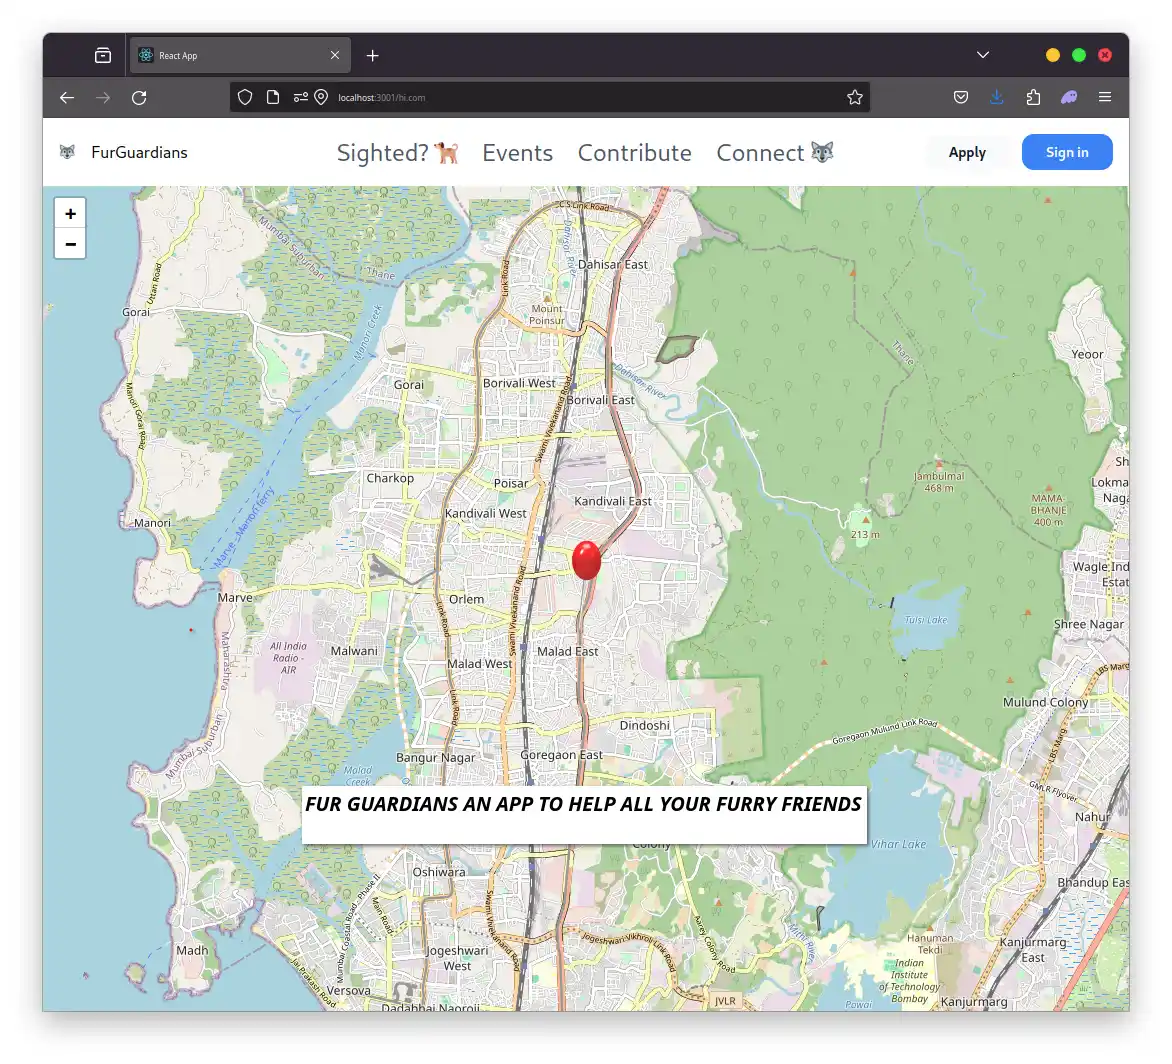 React App
localhost:3001/hi.com
FurGuardians
Sighted?
Events
Contribute
Connect
Apply
Sign in
+
−
C.S Link Road
Dahisar River
Mumbai Suburban
Thane
Dahisar East
Link Road
Uttan Road
Gorai
Manori Creek
Mount
Poinsur
Thane
Yeoor
Dahisar River
Gorai
Borivali West
Borivali East
Manori Gorai Road
Swami Vivekanand Road
Charkop
Poisar
Jambulmal
468 m
Sh
Lokma
Naga
Kandivali East
MAMA-
BHANJE
400 m
Kandivali West
Manori
Marve - Manori Ferry
213 m
Wagle Ind
Estat
Marve
Orlem
Link Road
Swami Vivekanand Road
Tulsi Lake
Shree Nagar
Maharashtra
All India
Radio -
AIR
Malwani
Malad West
Malad East
LBS Marg
Mulund Colony
Link Road
Dindoshi
Goregaon Mulund Link Road
Mumbai Suburban
Bangur Nagar
Goregaon East
LBS Marg
Malad
Creek
GMLR Flyover
FUR GUARDIANS AN APP TO HELP ALL YOUR FURRY FRIENDS
Nahur
Colony
Vihar Lake
Oshiwara
Bhandup Eas
Mumbai Coastal Road - Phase II
Main Road
Swami Vivekanand Road
Aarey Colony Road
Mithi River
Madh
Jogeshwari
West
Jogeshwari-Vikhroli Link Road
Hanuman
Tekdi
Kanjurmarg
East
Jai Prakash Road
Indian
Institute
of Technology
Bombay
Versova
JVLR
Powai
Kanjurmarg
Dadabhai Naoroji